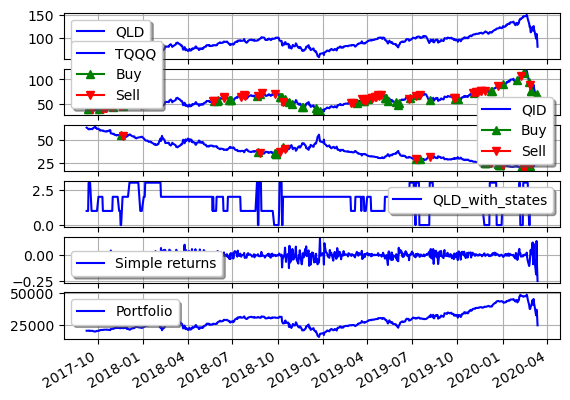 150
100
QLD
TQQQ
Buy
Sell
100
50
QID
Buy
Sell
50
25
2.5
0.0
QLD_with_states
0.00
-0.25
Simple returns
50000
25000
Portfolio
2017-10
2018-01
2018-04
2018-07
2018-10
2019-01
2019-04
2019-07
2019-10
2020-01
2020-04